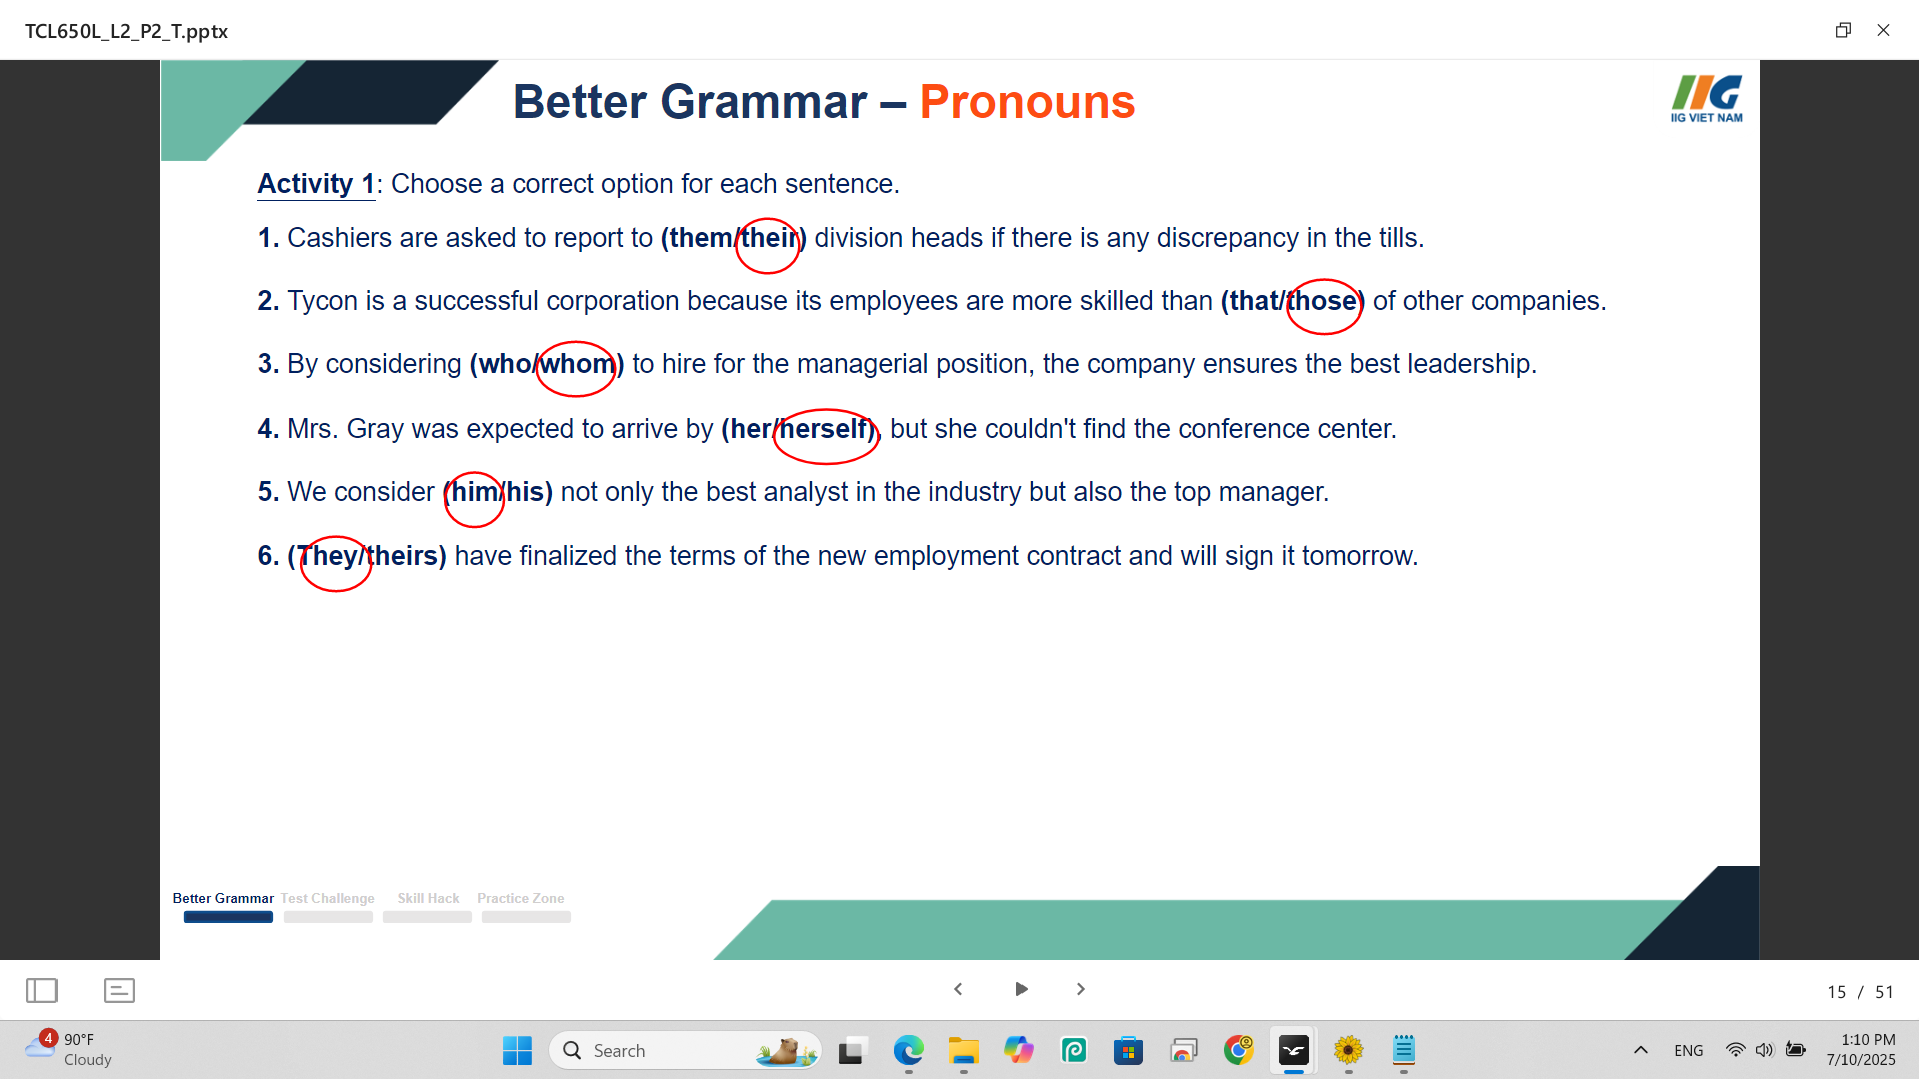 TCL650L_L2_P2_T.pptx
Better Grammar – Pronouns
IIG VIET NAM
Activity 1: Choose a correct option for each sentence.
1. Cashiers are asked to report to (them/their) division heads if there is any discrepancy in the tills.
2. Tycon is a successful corporation because its employees are more skilled than (that/those) of other companies.
3. By considering (who/whom) to hire for the managerial position, the company ensures the best leadership.
4. Mrs. Gray was expected to arrive by (her/herself), but she couldn't find the conference center.
5. We consider (him/his) not only the best analyst in the industry but also the top manager.
6. (They/theirs) have finalized the terms of the new employment contract and will sign it tomorrow.
Better Grammar Test Challenge Skill Hack Practice Zone
15 / 51
4
90°F
Cloudy
Search
ENG
1:10 PM
7/10/2025